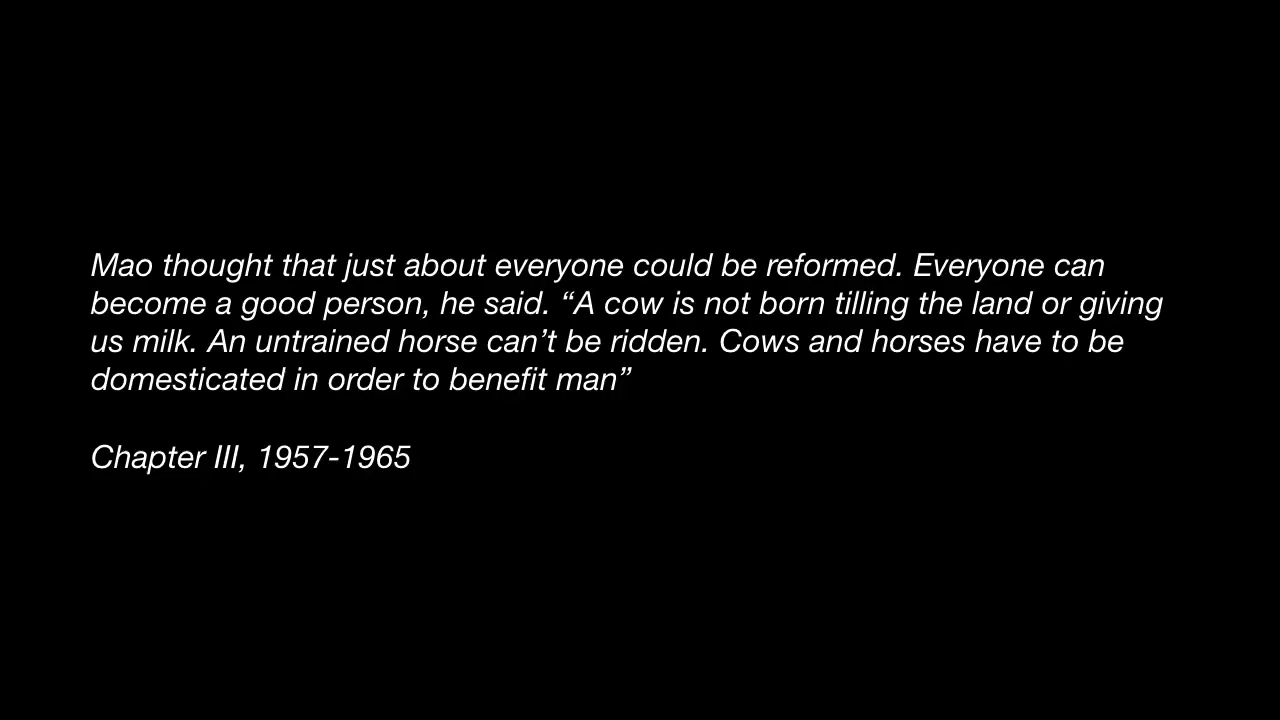 Mao thought that just about everyone could be reformed. Everyone can
become a good person, he said. “A cow is not born tilling the land or giving
us milk. An untrained horse can’t be ridden. Cows and horses have to be
domesticated in order to benefit man”
Chapter III, 1957-1965